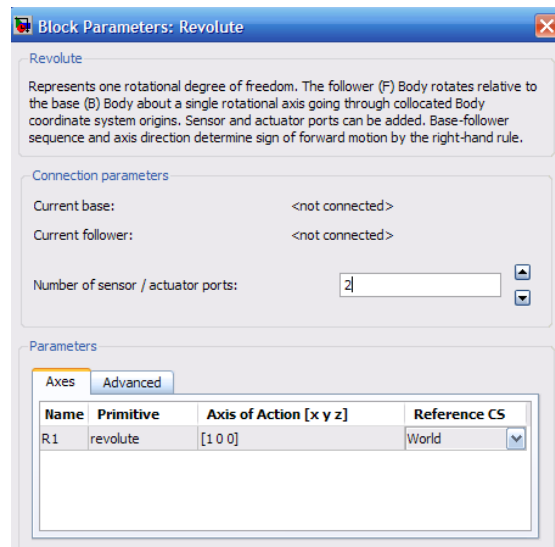 Block Parameters: Revolute
Revolute
Represents one rotational degree of freedom. The follower (F) Body rotates relative to
the base (B) Body about a single rotational axis going through collocated Body
coordinate system origins. Sensor and actuator ports can be added. Base-follower
sequence and axis direction determine sign of forward motion by the right-hand rule.
Connection parameters
Current base: <not connected>
Current follower: <not connected>
Number of sensor / actuator ports: 2
Parameters
Axes Advanced
Name Primitive Axis of Action [x y z] Reference CS
R1 revolute [1 0 0] World